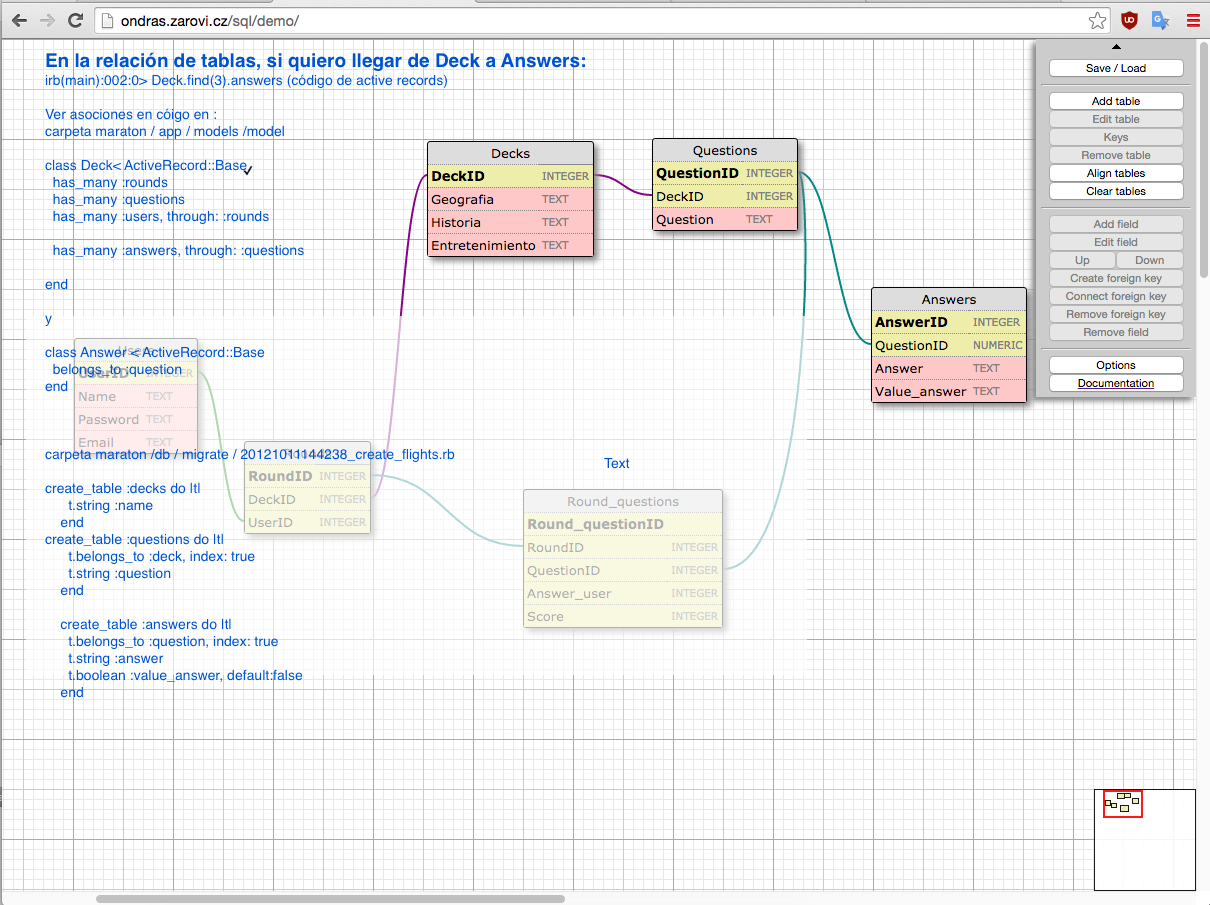 ondras.zarovi.cz/sql/demo/
En la relación de tablas, si quiero llegar de Deck a Answers:
irb(main):002:0> Deck.find(3).answers (código de active records)
Ver asociones en cóigo en :
carpeta maraton / app / models /model
class Deck< ActiveRecord::Base
has_many :rounds
has_many :questions
has_many :users, through: :rounds
has_many :answers, through: :questions
end
y
class Answer < ActiveRecord::Base
belongs_to :question
end
carpeta maraton /db / migrate / 20121011144238_create_flights.rb
create_table :decks do ltl
t.string :name
end
create_table :questions do ltl
t.belongs_to :deck, index: true
t.string :question
end
create_table :answers do ltl
t.belongs_to :question, index: true
t.string :answer
t.boolean :value_answer, default:false
end
Decks
DeckID INTEGER
Geografia TEXT
Historia TEXT
Entretenimiento TEXT
Questions
QuestionID INTEGER
DeckID INTEGER
Question TEXT
Answers
AnswerID INTEGER
QuestionID NUMERIC
Answer TEXT
Value_answer TEXT
Users
UserID INTEGER
Name TEXT
Password TEXT
Email TEXT
RoundID INTEGER
DeckID INTEGER
UserID INTEGER
Text
Round_questions
Round_questionID
RoundID INTEGER
QuestionID INTEGER
Answer_user INTEGER
Score INTEGER
Save / Load
Add table
Edit table
Keys
Remove table
Align tables
Clear tables
Add field
Edit field
Up Down
Create foreign key
Connect foreign key
Remove foreign key
Remove field
Options
Documentation